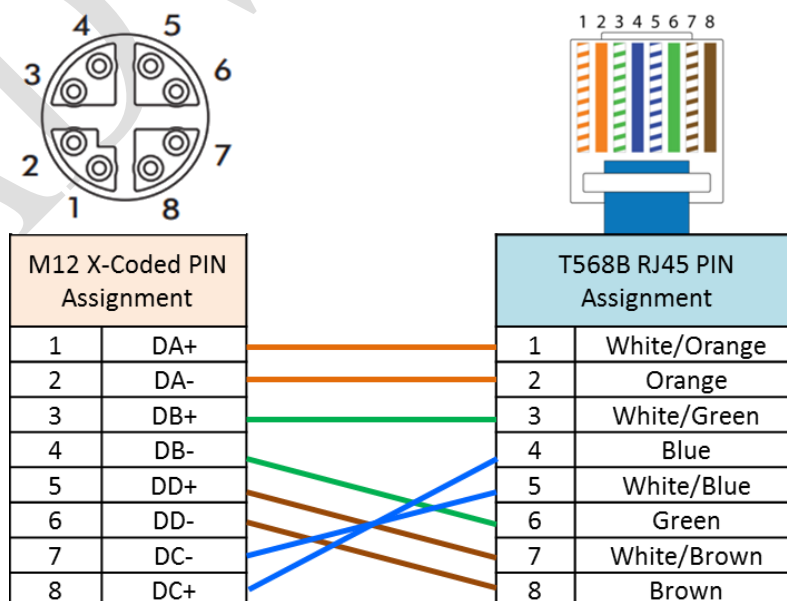 4 5
3 6
2 7
1 8
1 2 3 4 5 6 7 8
M12 X-Coded PIN
Assignment
1 DA+
2 DA-
3 DB+
4 DB-
5 DD+
6 DD-
7 DC-
8 DC+
T568B RJ45 PIN
Assignment
1 White/Orange
2 Orange
3 White/Green
4 Blue
5 White/Blue
6 Green
7 White/Brown
8 Brown